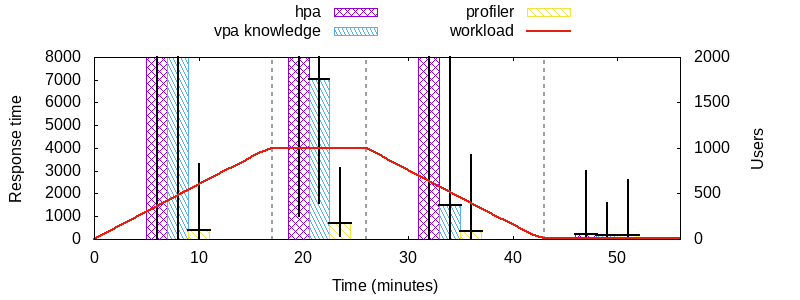 hpa
profiler
vpa knowledge
workload
8000
7000
6000
5000
4000
3000
2000
1000
0
Response time
2000
1500
1000
500
0
Users
0
10
20
30
40
50
Time (minutes)